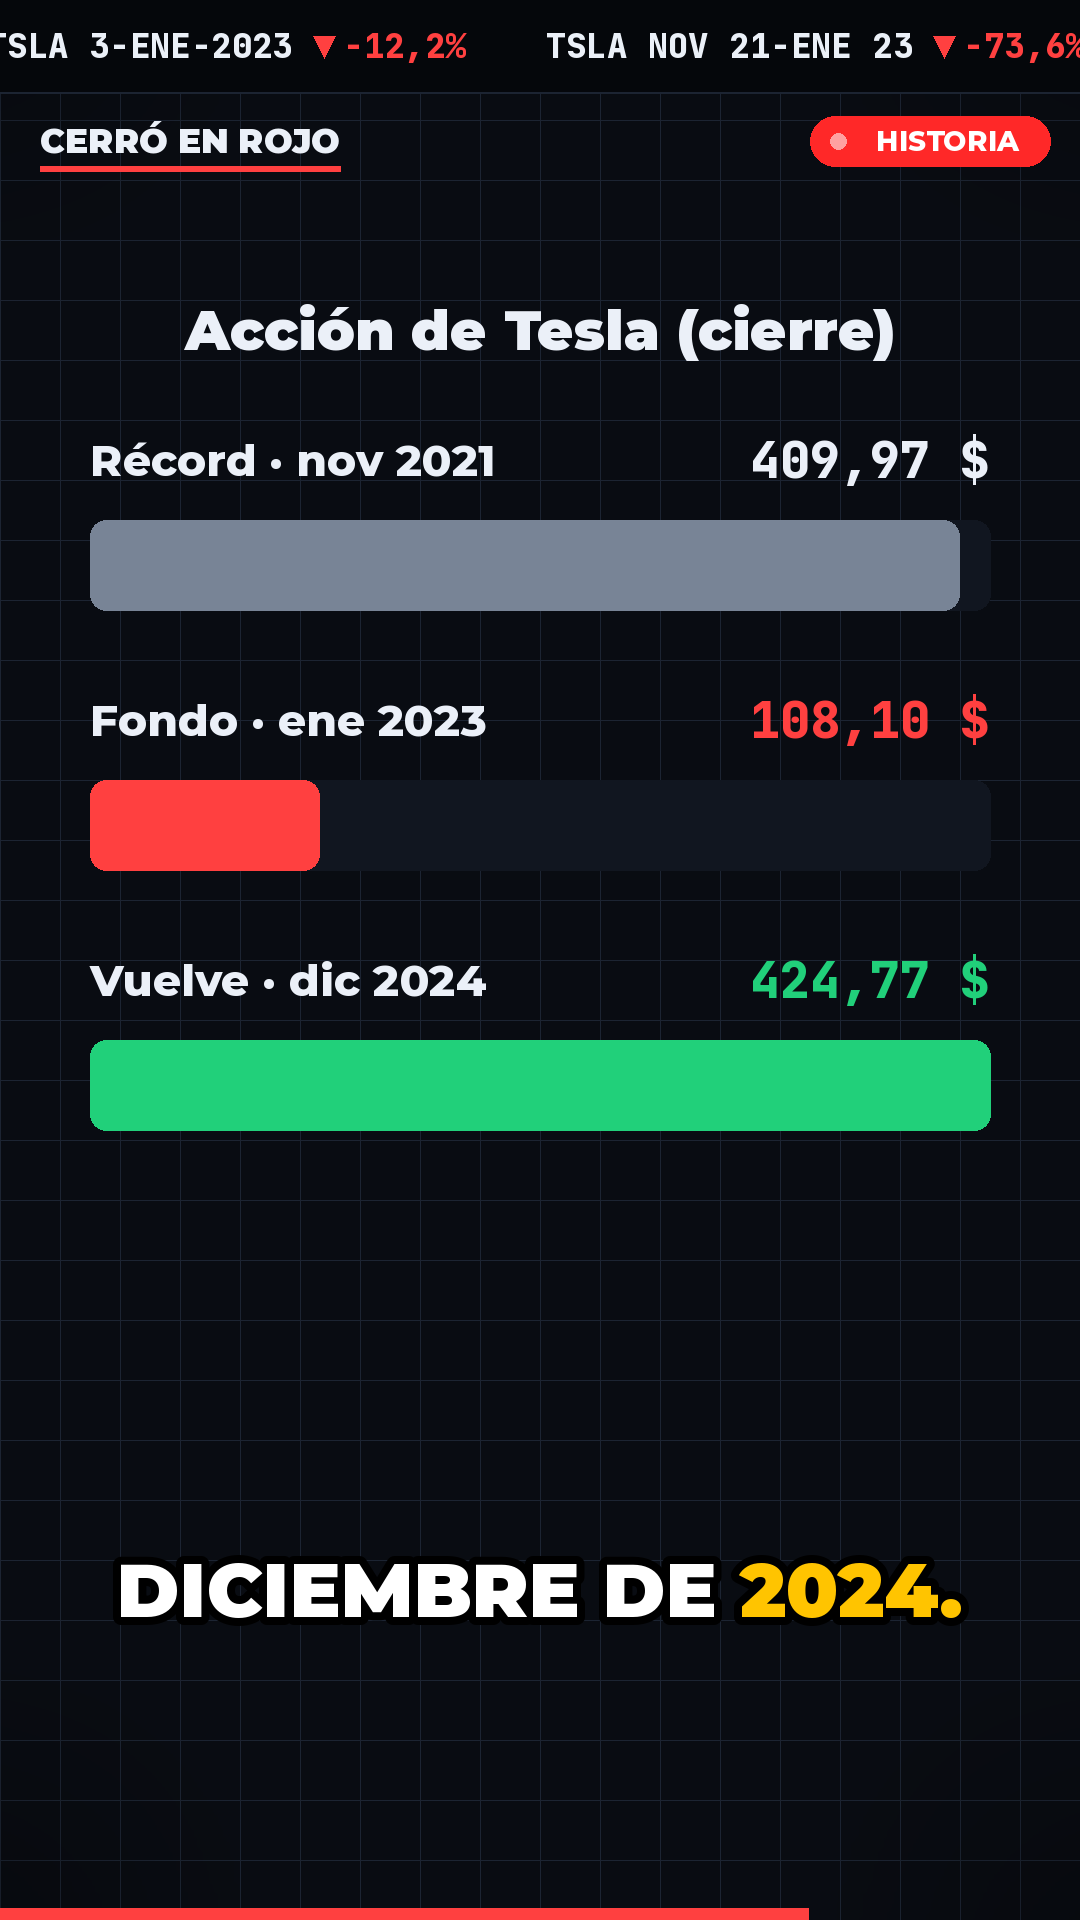 TSLA 3-ENE-2023 ▼ -12,2% TSLA NOV 21-ENE 23 ▼ -73,6%
CERRÓ EN ROJO
HISTORIA
Acción de Tesla (cierre)
Récord · nov 2021 409,97 $
Fondo · ene 2023 108,10 $
Vuelve · dic 2024 424,77 $
DICIEMBRE DE 2024.